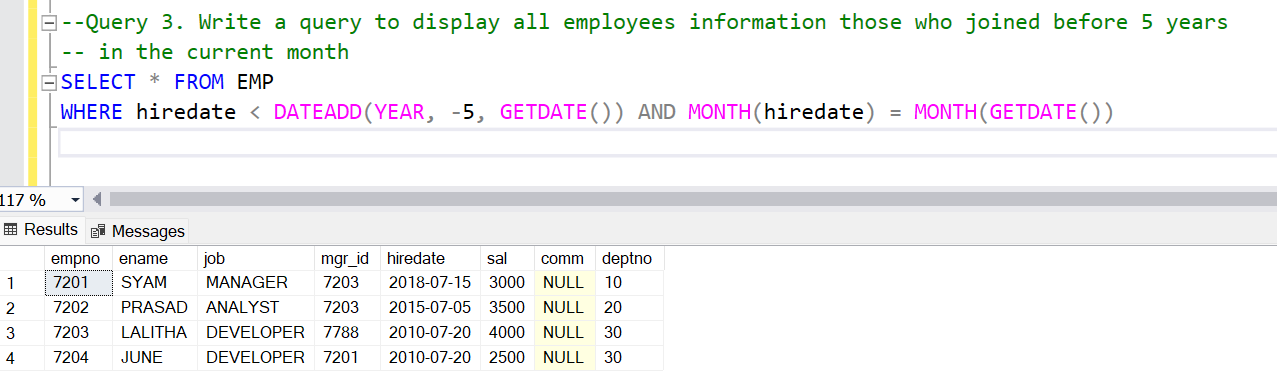 --Query 3. Write a query to display all employees information those who joined before 5 years
-- in the current month
SELECT * FROM EMP
WHERE hiredate < DATEADD(YEAR, -5, GETDATE()) AND MONTH(hiredate) = MONTH(GETDATE())
117 %
Results Messages
empno ename job mgr_id hiredate sal comm deptno
1 7201 SYAM MANAGER 7203 2018-07-15 3000 NULL 10
2 7202 PRASAD ANALYST 7203 2015-07-05 3500 NULL 20
3 7203 LALITHA DEVELOPER 7788 2010-07-20 4000 NULL 30
4 7204 JUNE DEVELOPER 7201 2010-07-20 2500 NULL 30